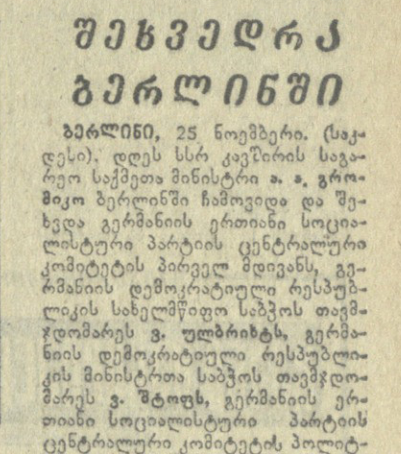 შეხვედრა
ბერლინში
ბერლინი, 25 ნოემბერი. (საკ-
დესი). დღეს სსრ კავშირის საგა-
რეო საქმეთა მინისტრი ა. ა. გრო-
მიკო ბერლინში ჩამოვიდა და შე-
ხვდა გერმანიის ერთიანი სოცია-
ლისტური პარტიის ცენტრალური
კომიტეტის პირველ მდივანს, გე-
რმანიის დემოკრატიული რესპუბ-
ლიკის სახელმწიფო საბჭოს თავმ-
ჯდომარეს ვ. ულბრიხტს, გერმა-
ნიის დემოკრატიული რესპუბლი-
კის მინისტრთა საბჭოს თავმჯდო-
მარეს ვ. შტოფს, გერმანიის ერ-
თიანი სოციალისტური პარტიის
ცენტრალური კომიტეტის პოლიტ-